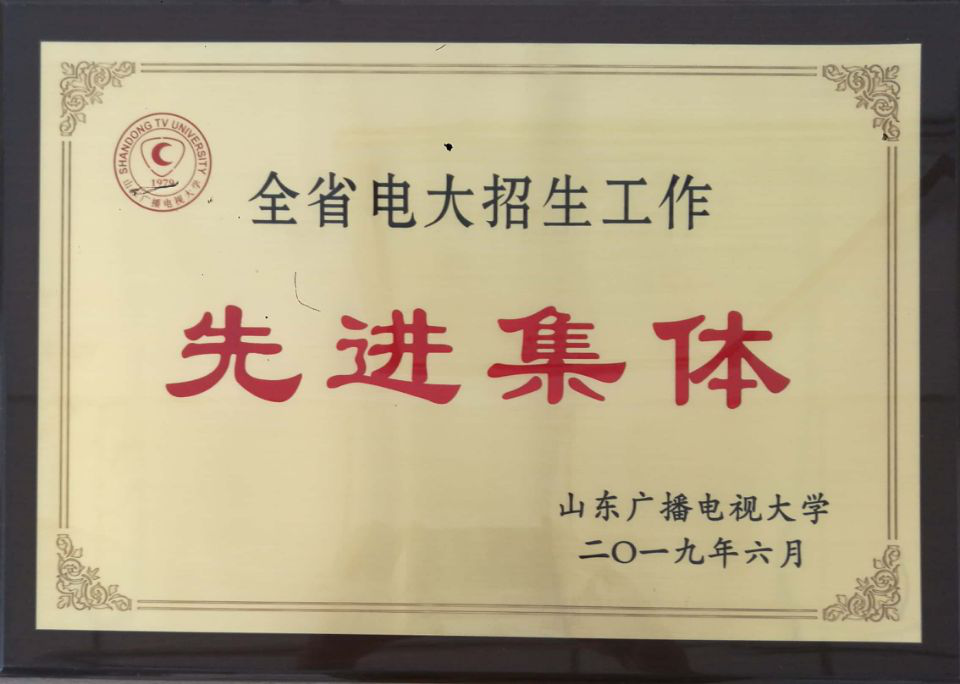 SHANDONG TV UNIVERSITY
1979
山东广播电视大学
全省电大招生工作
先进集体
山东广播电视大学
二〇一九年六月